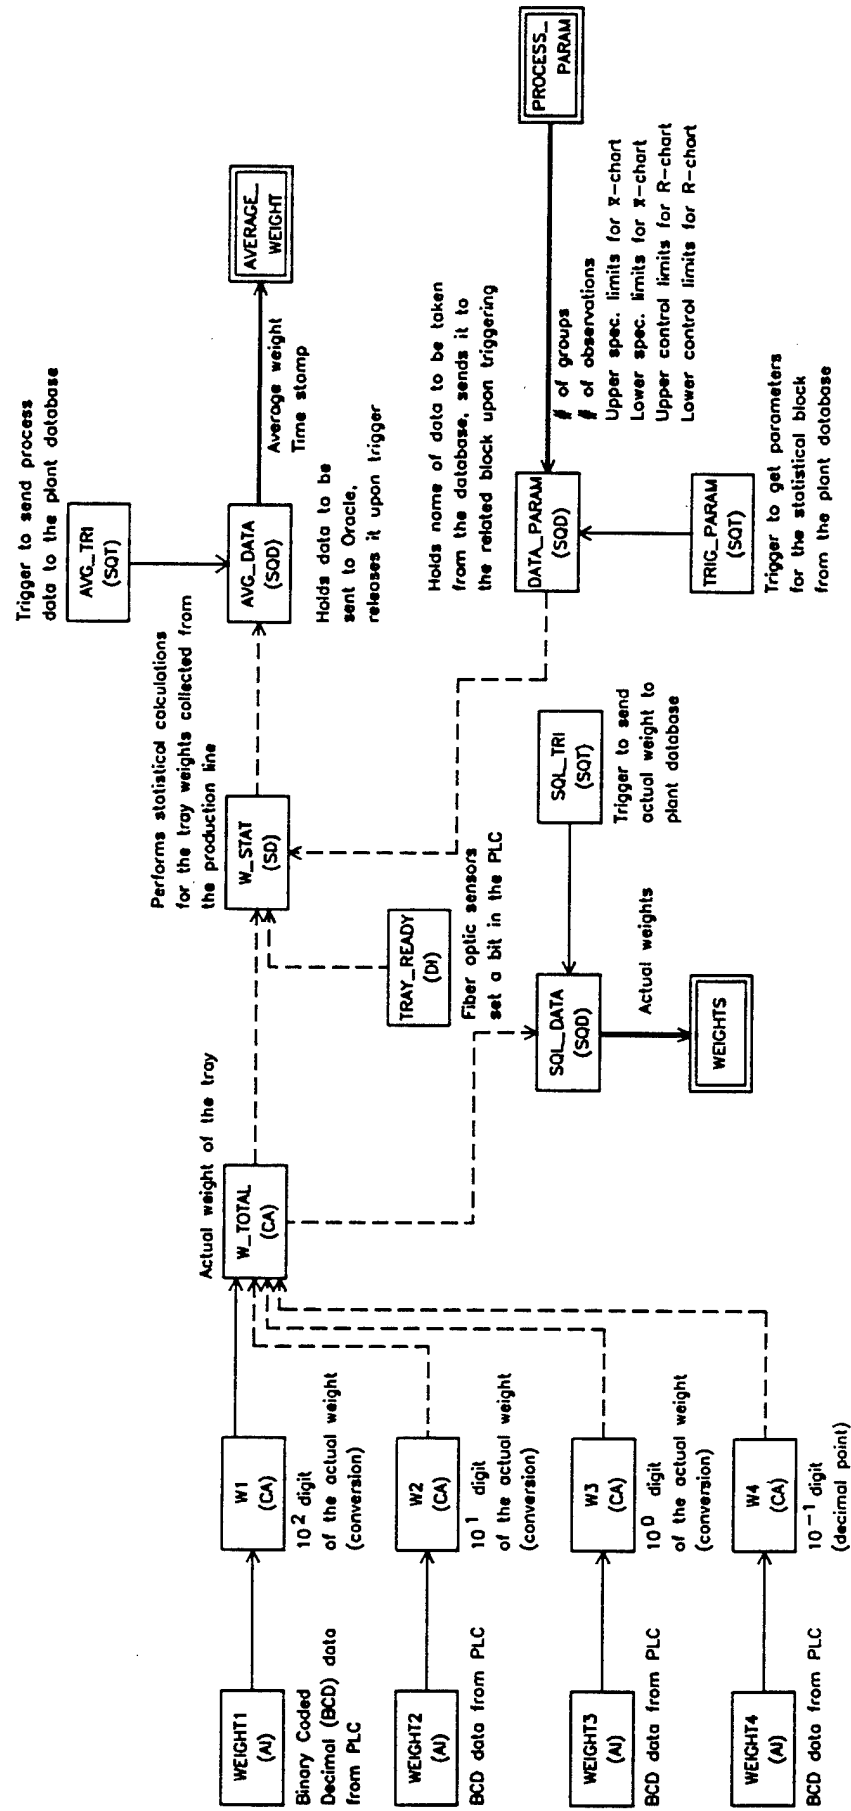 WEIGHT1
(AI)
Binary Coded
Decimal (BCD) data
from PLC
WEIGHT2
(AI)
BCD data from PLC
WEIGHT3
(AI)
BCD data from PLC
WEIGHT4
(AI)
BCD data from PLC
W1
(CA)
10² digit
of the actual weight
(conversion)
W2
(CA)
10¹ digit
of the actual weight
(conversion)
W3
(CA)
10⁰ digit
of the actual weight
(conversion)
W4
(CA)
10⁻¹ digit
(decimal point)
Actual weight of the tray
W_TOTAL
(CA)
Performs statistical calculations
for the tray weights collected from
the production line
W_STAT
(SD)
TRAY_READY
(DI)
Fiber optic sensors
set a bit in the PLC
SQL_DATA
(SQD)
Actual weights
WEIGHTS
SQL_TRI
(SQT)
Trigger to send
actual weight to
plant database
Trigger to send process
data to the plant database
AVG_TRI
(SQT)
AVG_DATA
(SQD)
Holds data to be
sent to Oracle,
releases it upon trigger
Average weight
Time stamp
AVERAGE_
WEIGHT
Holds name of data to be taken
from the database, sends it to
the related block upon triggering
DATA_PARAM
(SQD)
TRIG_PARAM
(SQT)
Trigger to get parameters
for the statistical block
from the plant database
# of groups
# of observations
Upper spec. limits for X̄-chart
Lower spec. limits for X̄-chart
Upper control limits for R-chart
Lower control limits for R-chart
PROCESS_
PARAM